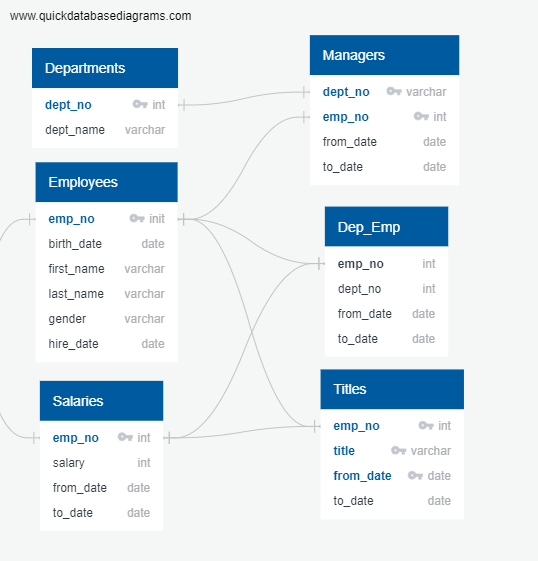 www.quickdatabasediagrams.com
Departments
dept_no int
dept_name varchar
Managers
dept_no varchar
emp_no int
from_date date
to_date date
Employees
emp_no init
birth_date date
first_name varchar
last_name varchar
gender varchar
hire_date date
Dep_Emp
emp_no int
dept_no int
from_date date
to_date date
Salaries
emp_no int
salary int
from_date date
to_date date
Titles
emp_no int
title varchar
from_date date
to_date date